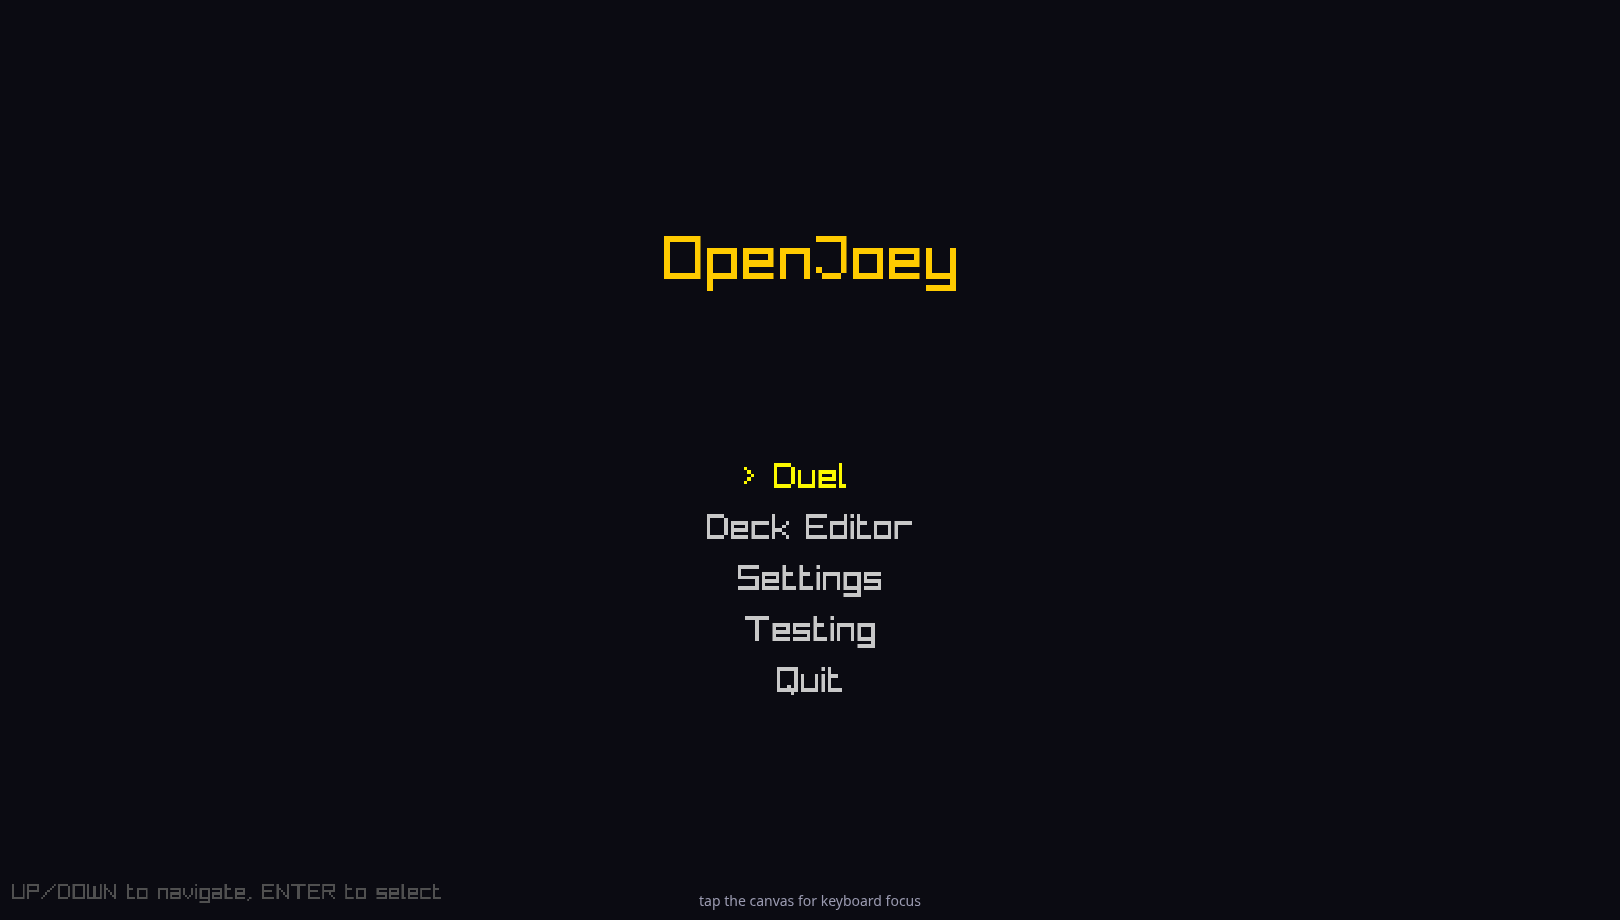 OpenJoey
> Duel
Deck Editor
Settings
Testing
Quit
UP/DOWN to navigate, ENTER to select
tap the canvas for keyboard focus